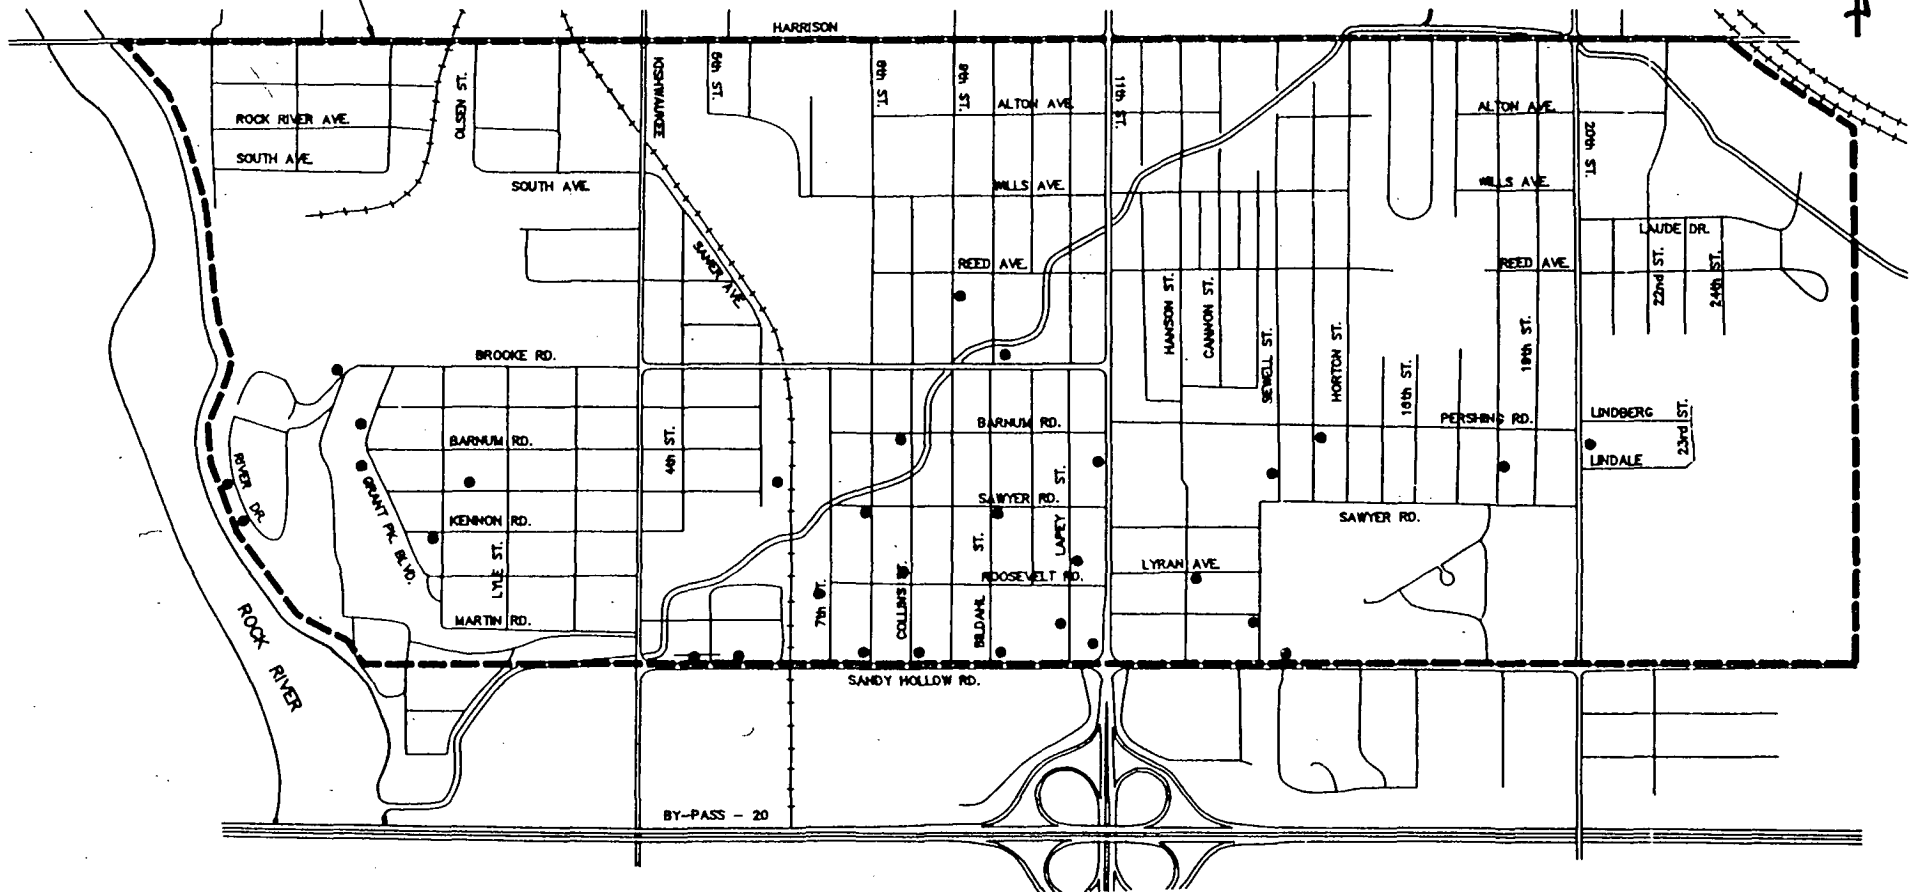 HARRISON
KISHWAUKEE
OLSEN ST.
6th ST.
8th ST.
9th ST.
11th ST.
20th ST.
ALTON AVE.
ALTON AVE.
ROCK RIVER AVE.
SOUTH AVE.
SOUTH AVE.
WILLS AVE.
WILLS AVE.
LAUDE DR.
SANER AVE.
REED AVE.
REED AVE.
22nd ST.
24th ST.
HANSON ST.
CANNON ST.
SEWELL ST.
HORTON ST.
16th ST.
19th ST.
BROOKE RD.
BARNUM RD.
BARNUM RD.
PERSHING RD.
LINDBERG
23rd ST.
LINDALE
4th ST.
RIVER DR.
GRANT PK. BLVD.
KENNON RD.
SAWYER RD.
SAWYER RD.
LAPEY ST.
LYLE ST.
LYRAN AVE.
ROOSEVELT RD.
7th ST.
COLLINS ST.
BILDAHL ST.
MARTIN RD.
ROCK RIVER
SANDY HOLLOW RD.
BY-PASS - 20